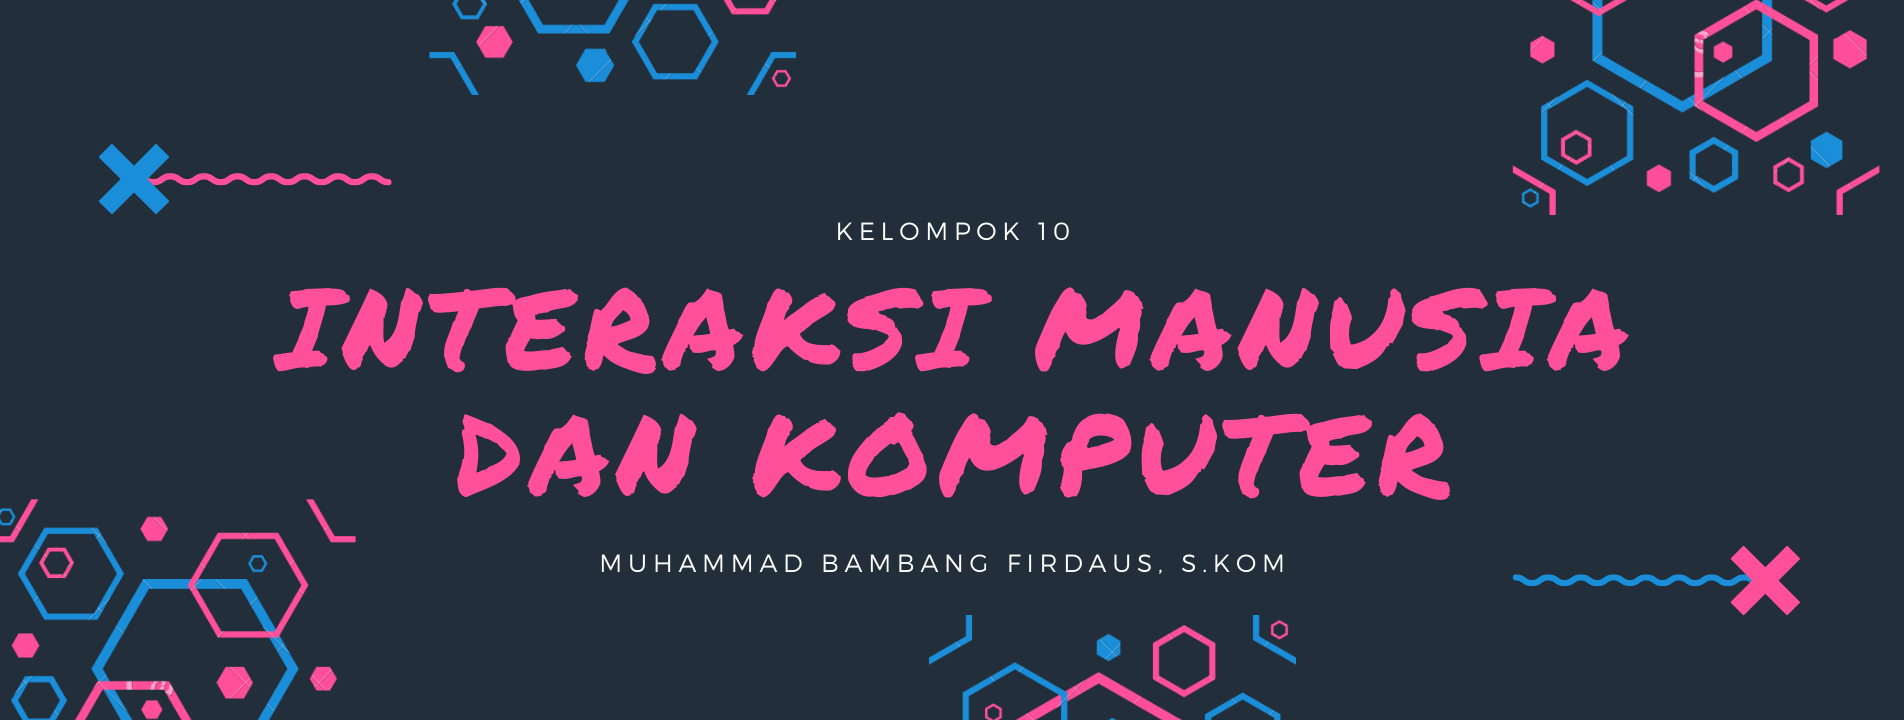 KELOMPOK 10
INTERAKSI MANUSIA
DAN KOMPUTER
MUHAMMAD BAMBANG FIRDAUS, S.KOM